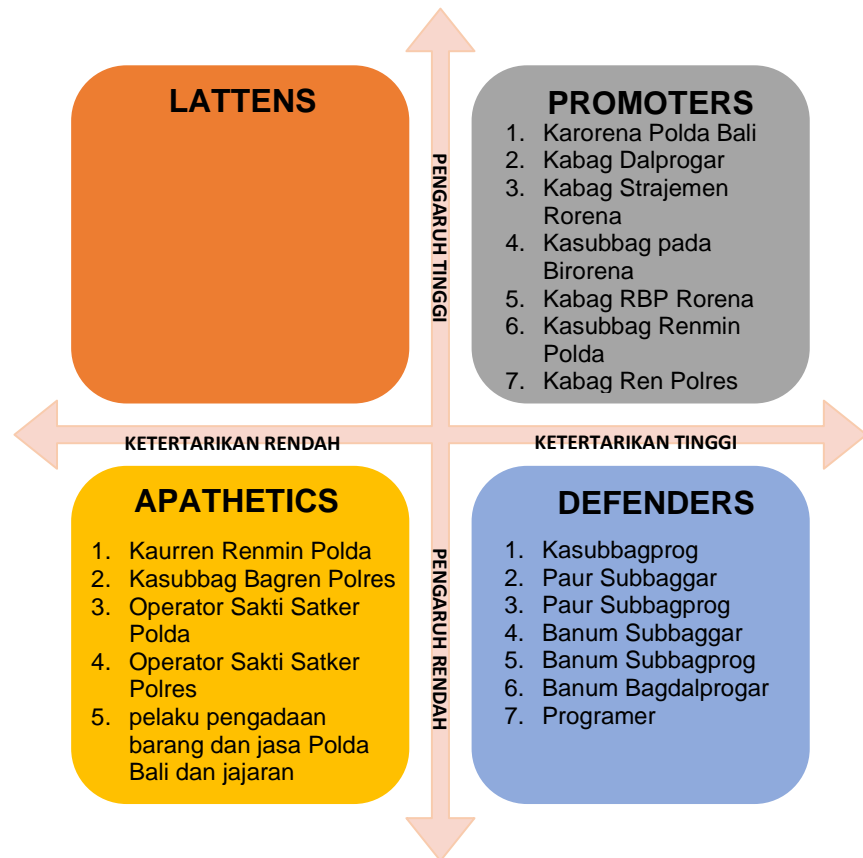 LATTENS
PROMOTERS
1. Karorena Polda Bali
2. Kabag Dalprogar
3. Kabag Strajemen
Rorena
4. Kasubbag pada
Birorena
5. Kabag RBP Rorena
6. Kasubbag Renmin
Polda
7. Kabag Ren Polres
PENGARUH TINGGI
KETERTARIKAN RENDAH
KETERTARIKAN TINGGI
APATHETICS
1. Kaurren Renmin Polda
2. Kasubbag Bagren Polres
3. Operator Sakti Satker
Polda
4. Operator Sakti Satker
Polres
5. pelaku pengadaan
barang dan jasa Polda
Bali dan jajaran
PENGARUH RENDAH
DEFENDERS
1. Kasubbagprog
2. Paur Subbaggar
3. Paur Subbagprog
4. Banum Subbaggar
5. Banum Subbagprog
6. Banum Bagdalprogar
7. Programer